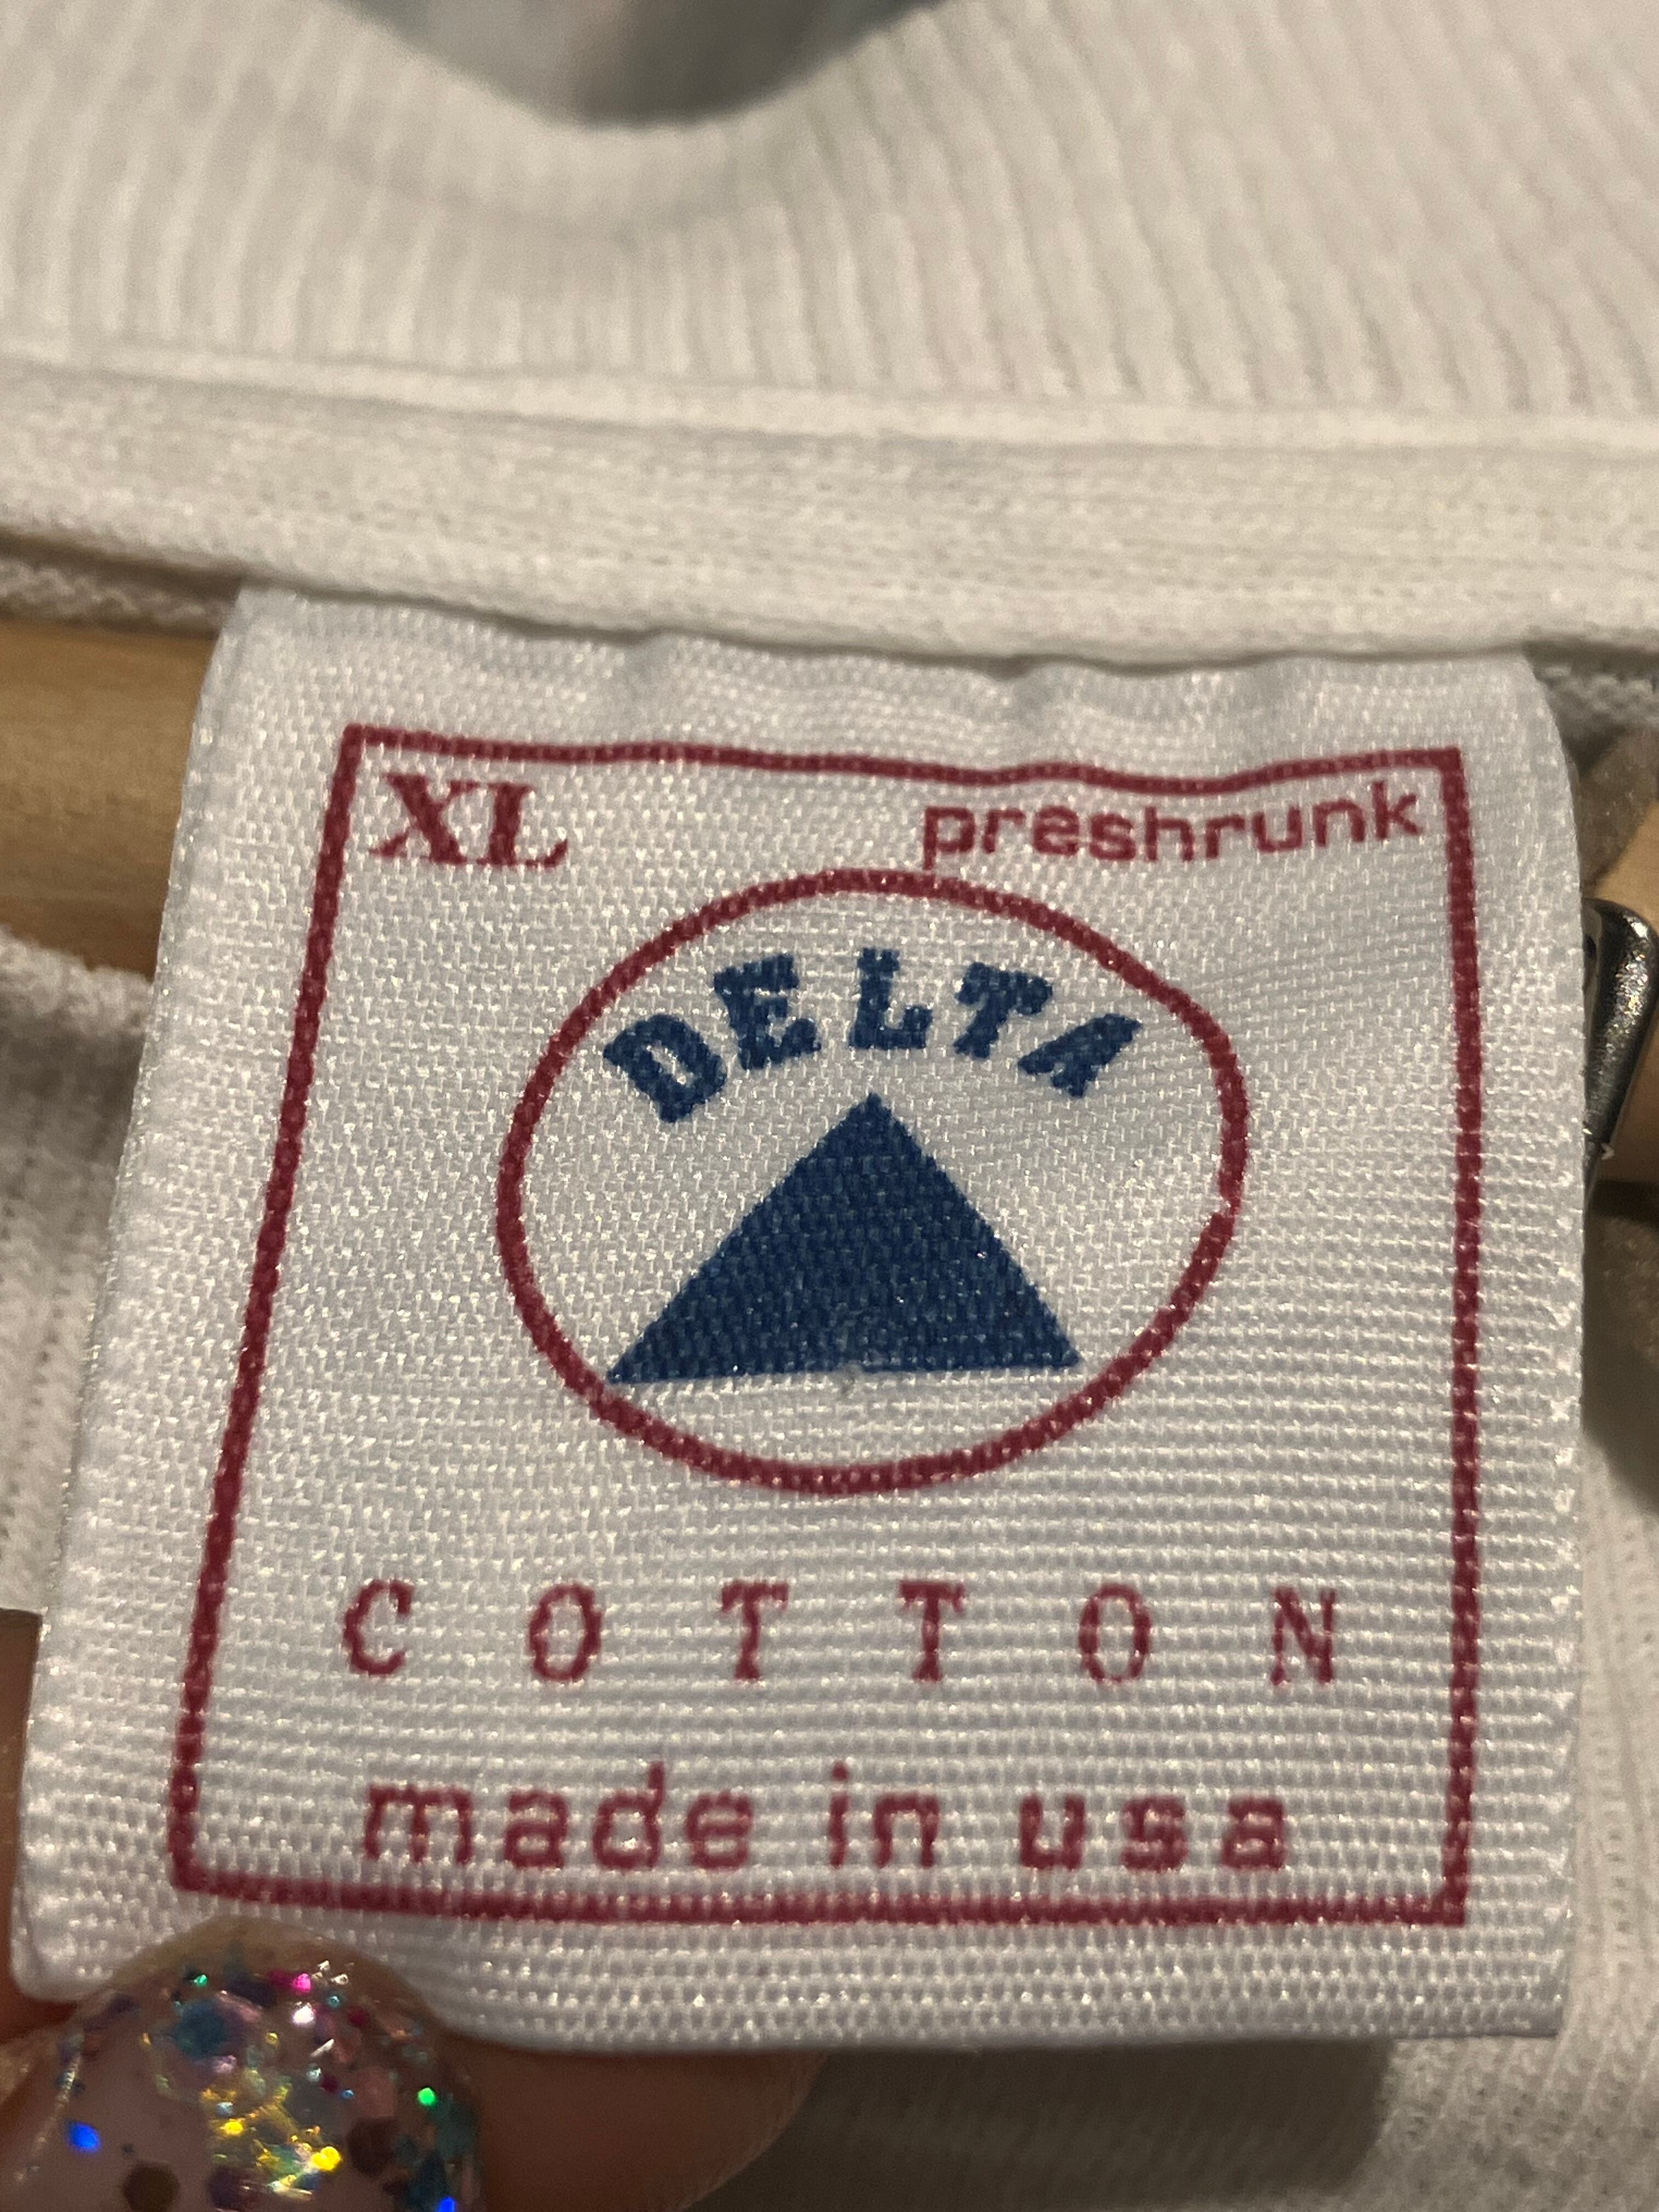 XL preshrunk
DELTA
COTTON
made in usa